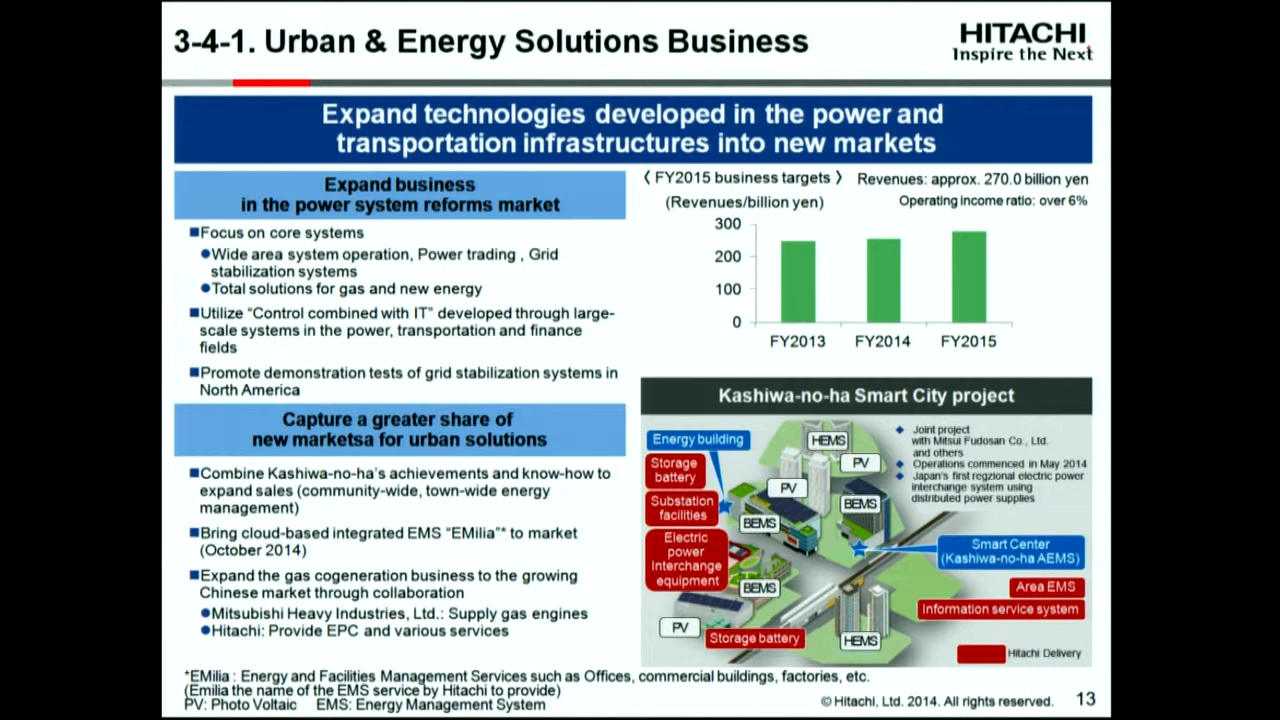 3-4-1. Urban & Energy Solutions Business
HITACHI
Inspire the Next
Expand technologies developed in the power and
transportation infrastructures into new markets
Expand business
in the power system reforms market
■Focus on core systems
●Wide area system operation, Power trading , Grid
stabilization systems
●Total solutions for gas and new energy
■Utilize “Control combined with IT” developed through large-
scale systems in the power, transportation and finance
fields
■Promote demonstration tests of grid stabilization systems in
North America
Capture a greater share of
new marketsa for urban solutions
■Combine Kashiwa-no-ha’s achievements and know-how to
expand sales (community-wide, town-wide energy
management)
■Bring cloud-based integrated EMS “EMilia”* to market
(October 2014)
■Expand the gas cogeneration business to the growing
Chinese market through collaboration
●Mitsubishi Heavy Industries, Ltd.: Supply gas engines
●Hitachi: Provide EPC and various services
〈 FY2015 business targets 〉
Revenues: approx. 270.0 billion yen
(Revenues/billion yen)
Operating income ratio: over 6%
300
200
100
0
FY2013
FY2014
FY2015
Kashiwa-no-ha Smart City project
Energy building
Storage
battery
Substation
facilities
Electric
power
Interchange
equipment
HEMS
PV
PV
BEMS
BEMS
BEMS
PV
Storage battery
HEMS
◆ Joint project
with Mitsui Fudosan Co., Ltd.
and others
◆ Operations commenced in May 2014
◆ Japan’s first regzional electric power
interchange system using
distributed power supplies
Smart Center
(Kashiwa-no-ha AEMS)
Area EMS
Information service system
Hitachi Delivery
*EMilia : Energy and Facilities Management Services such as Offices, commercial buildings, factories, etc.
(Emilia the name of the EMS service by Hitachi to provide)
PV: Photo Voltaic EMS: Energy Management System
© Hitachi, Ltd. 2014. All rights reserved.
13